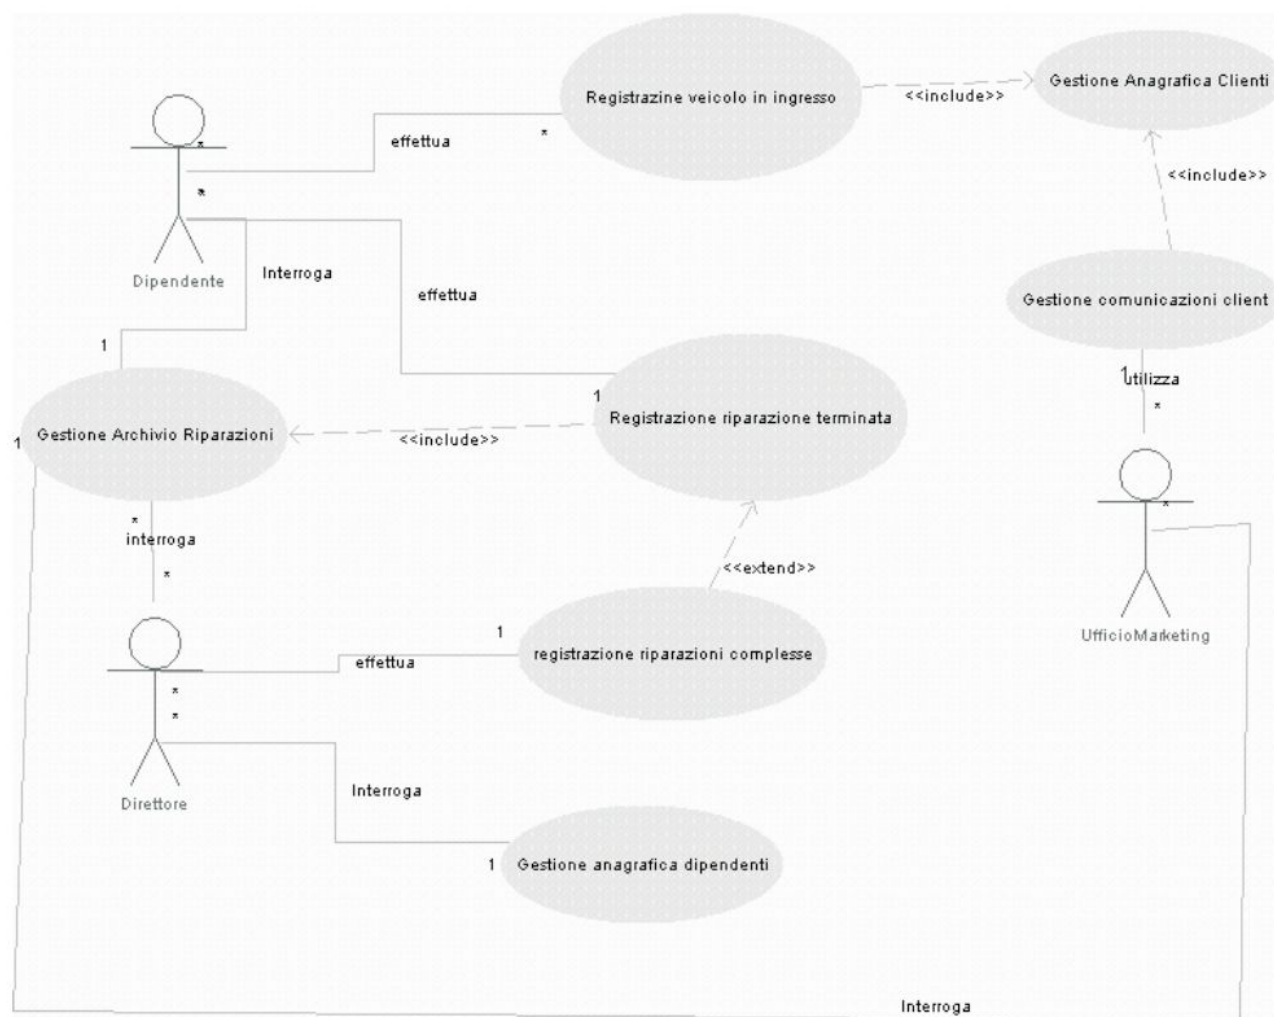 Registrazine veicolo in ingresso
<<include>>
Gestione Anagrafica Clienti
effettua
*
*
*
<<include>>
Dipendente
Interroga
effettua
Gestione comunicazioni client
1
1
utilizza
*
1
Registrazione riparazione terminata
1
Gestione Archivio Riparazioni
<<include>>
*
interroga
*
*
<<extend>>
UfficioMarketing
1
registrazione riparazioni complesse
effettua
*
*
Direttore
Interroga
1
Gestione anagrafica dipendenti
Interroga